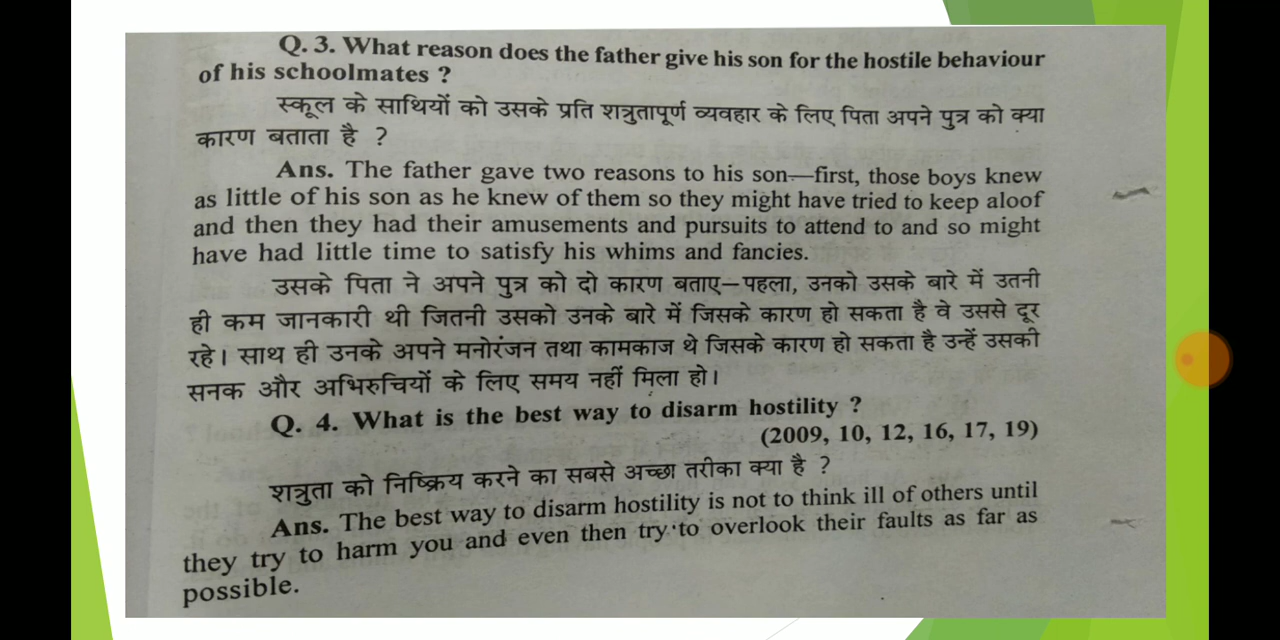 Q. 3. What reason does the father give his son for the hostile behaviour
of his schoolmates ?
स्कूल के साथियों को उसके प्रति शत्रुतापूर्ण व्यवहार के लिए पिता अपने पुत्र को क्या
कारण बताता है ?
Ans. The father gave two reasons to his son—first, those boys knew
as little of his son as he knew of them so they might have tried to keep aloof
and then they had their amusements and pursuits to attend to and so might
have had little time to satisfy his whims and fancies.
उसके पिता ने अपने पुत्र को दो कारण बताए—पहला, उनको उसके बारे में उतनी
ही कम जानकारी थी जितनी उसको उनके बारे में जिसके कारण हो सकता है वे उससे दूर
रहे। साथ ही उनके अपने मनोरंजन तथा कामकाज थे जिसके कारण हो सकता है उन्हें उसकी
सनक और अभिरुचियों के लिए समय नहीं मिला हो।
Q. 4. What is the best way to disarm hostility ?
(2009, 10, 12, 16, 17, 19)
शत्रुता को निष्क्रिय करने का सबसे अच्छा तरीका क्या है ?
Ans. The best way to disarm hostility is not to think ill of others until
they try to harm you and even then try to overlook their faults as far as
possible.